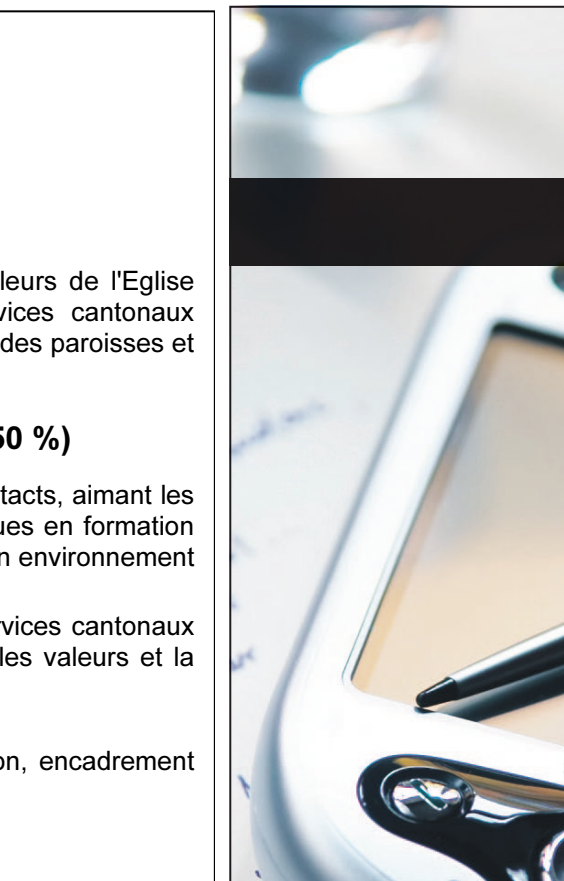 leurs de l'Eglise
vices cantonaux
des paroisses et
50 %)
tacts, aimant les
ues en formation
n environnement
vices cantonaux
les valeurs et la
on, encadrement